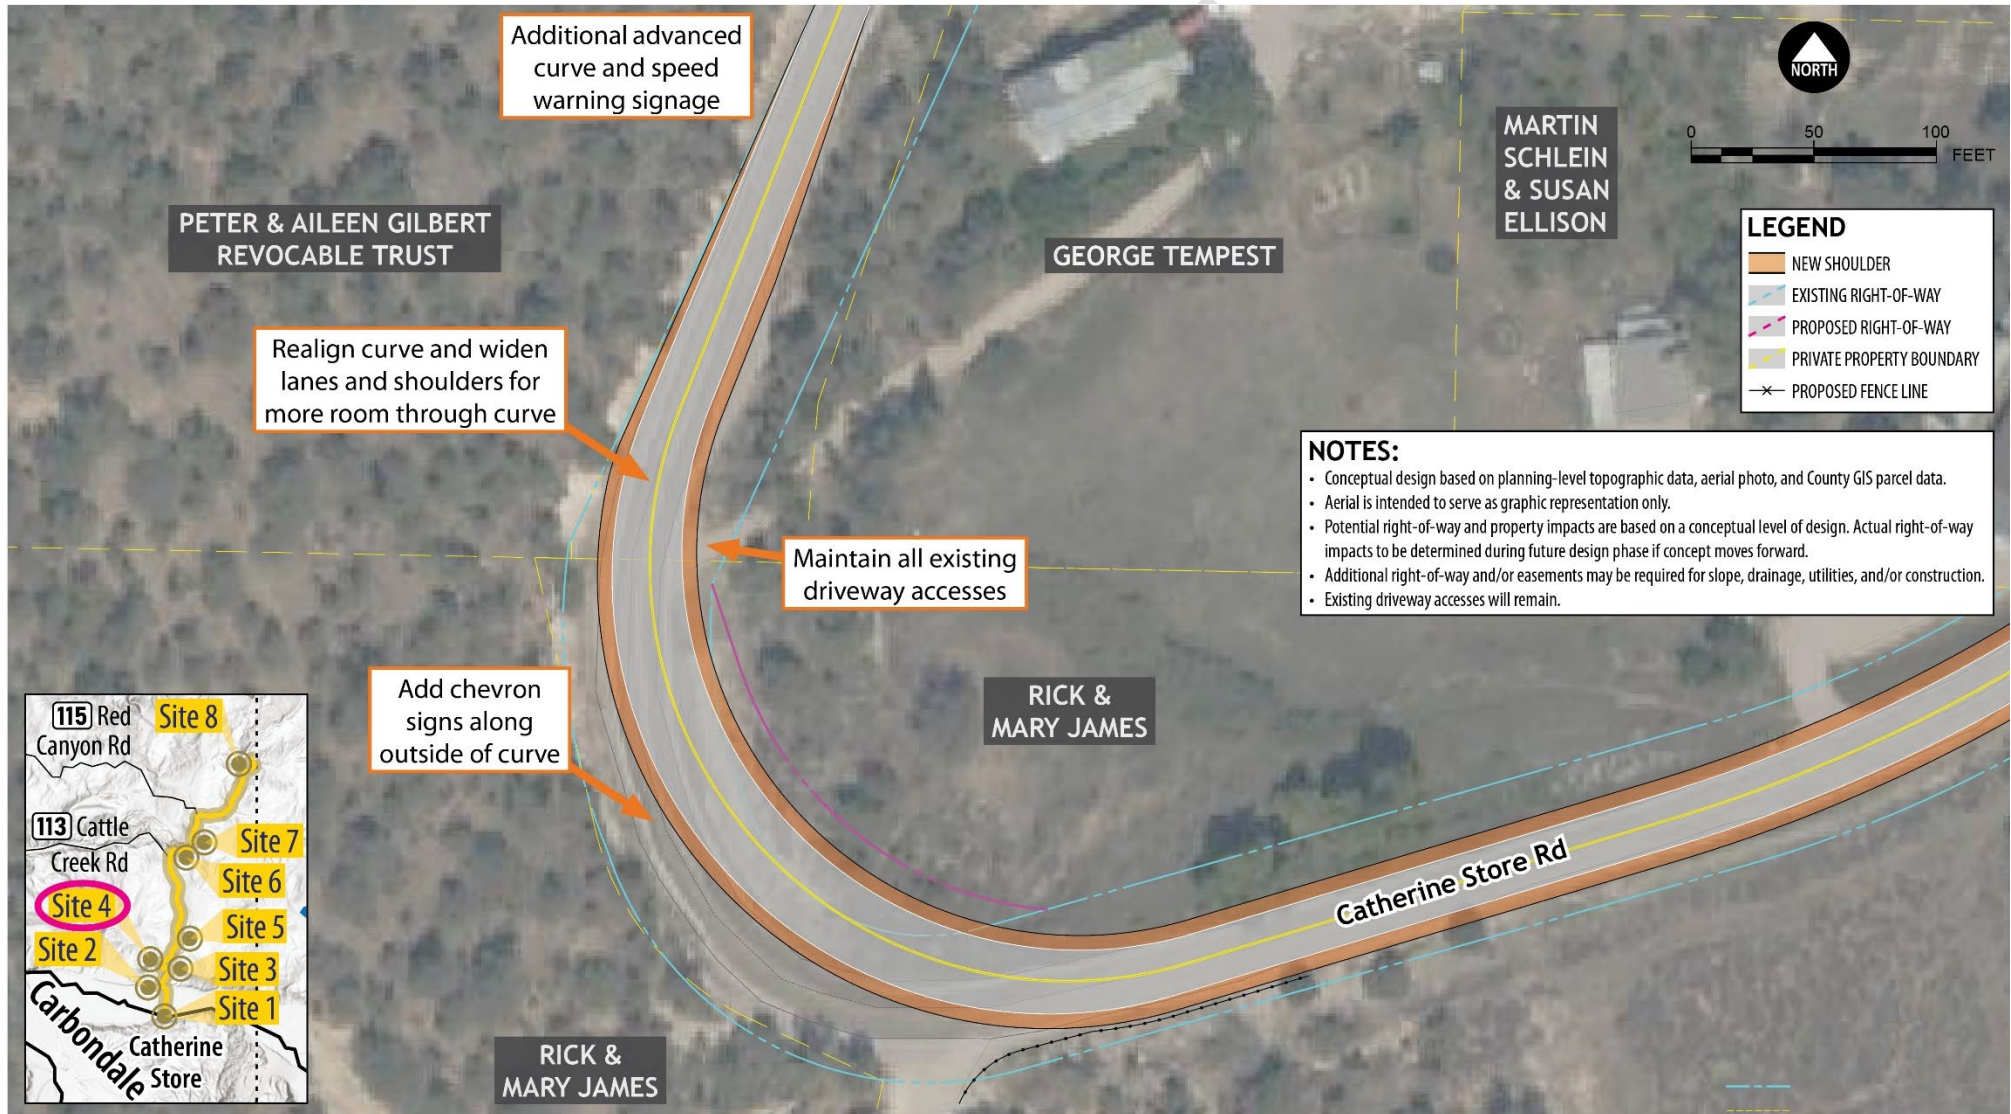 Additional advanced
curve and speed
warning signage
NORTH
0 50 100
FEET
MARTIN
SCHLEIN
& SUSAN
ELLISON
PETER & AILEEN GILBERT
REVOCABLE TRUST
GEORGE TEMPEST
LEGEND
NEW SHOULDER
EXISTING RIGHT-OF-WAY
PROPOSED RIGHT-OF-WAY
PRIVATE PROPERTY BOUNDARY
PROPOSED FENCE LINE
Realign curve and widen
lanes and shoulders for
more room through curve
NOTES:
• Conceptual design based on planning-level topographic data, aerial photo, and County GIS parcel data.
• Aerial is intended to serve as graphic representation only.
• Potential right-of-way and property impacts are based on a conceptual level of design. Actual right-of-way
impacts to be determined during future design phase if concept moves forward.
• Additional right-of-way and/or easements may be required for slope, drainage, utilities, and/or construction.
• Existing driveway accesses will remain.
Maintain all existing
driveway accesses
Add chevron
signs along
outside of curve
RICK &
MARY JAMES
Catherine Store Rd
RICK &
MARY JAMES
115 Red
Canyon Rd
Site 8
113 Cattle
Creek Rd
Site 7
Site 6
Site 4
Site 5
Site 2
Site 3
Site 1
Carbondale
Catherine
Store